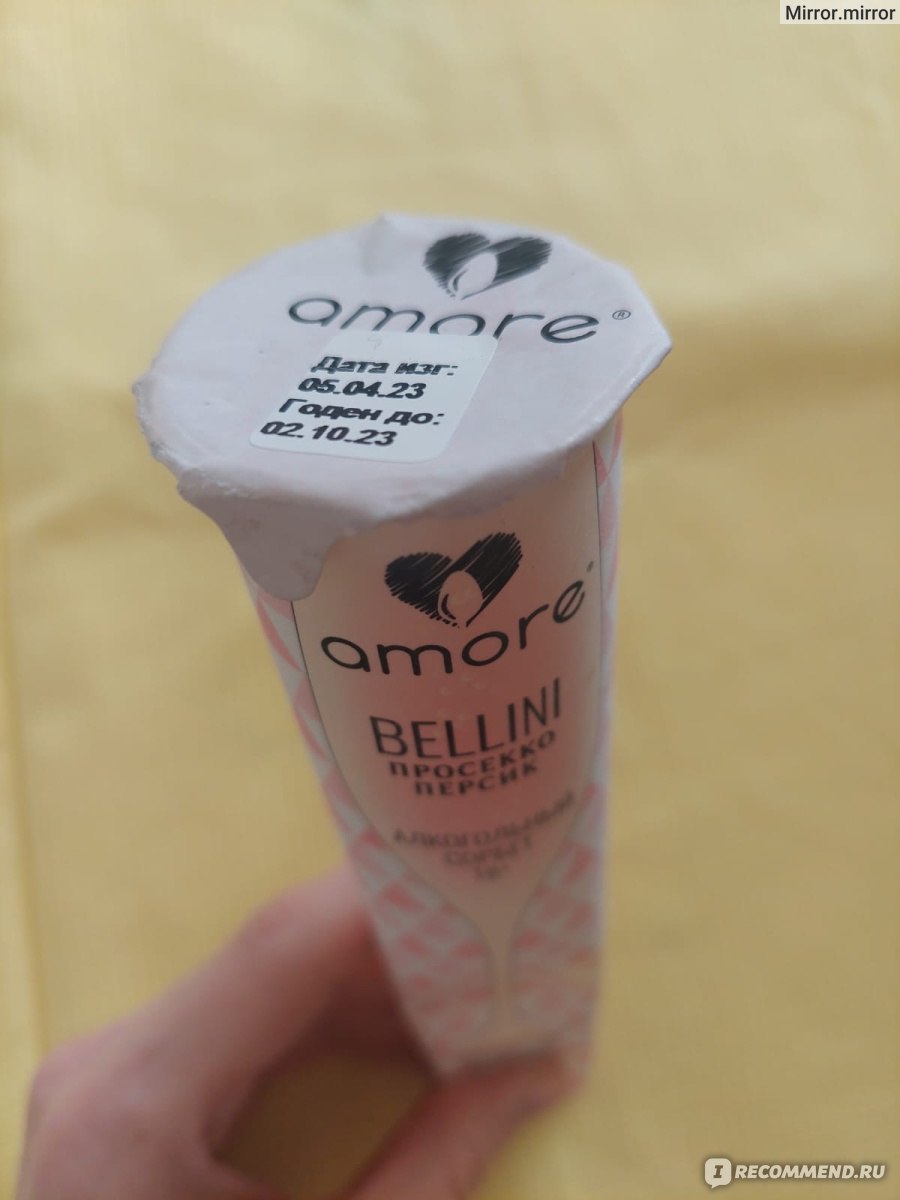 Mirror.mirror
amore®
Дата изг:
05.04.23
Годен до:
02.10.23
amore®
BELLINI
ПРОСЕККО
ПЕРСИК
АЛКОГОЛЬНЫЙ
СОРБЕТ
IRECOMMEND.RU